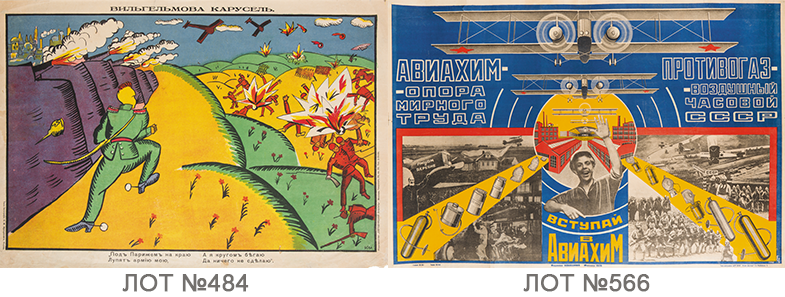 ВИЛЬГЕЛЬМОВА КАРУСЕЛЬ.
„Подъ Парижемъ на краю
Лупятъ армію мою,
А я кругомъ бѣгаю
Да ничего не сдѣлаю".
АВИАХИМ-
-ОПОРА
МИРНОГО
ТРУДА
ПРОТИВОГАЗ-
-ВОЗДУШНЫЙ
ЧАСОВОЙ
СССР
ВСТУПАЙ
В
АВИАХИМ
ЛОТ №484
ЛОТ №566